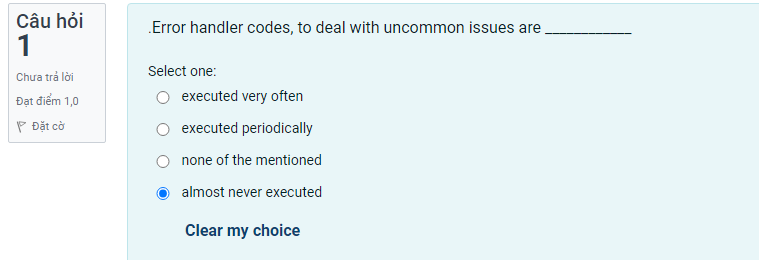 Câu hỏi
1
Chưa trả lời
Đạt điểm 1,0
Đặt cờ
.Error handler codes, to deal with uncommon issues are ____________
Select one:
executed very often
executed periodically
none of the mentioned
almost never executed
Clear my choice